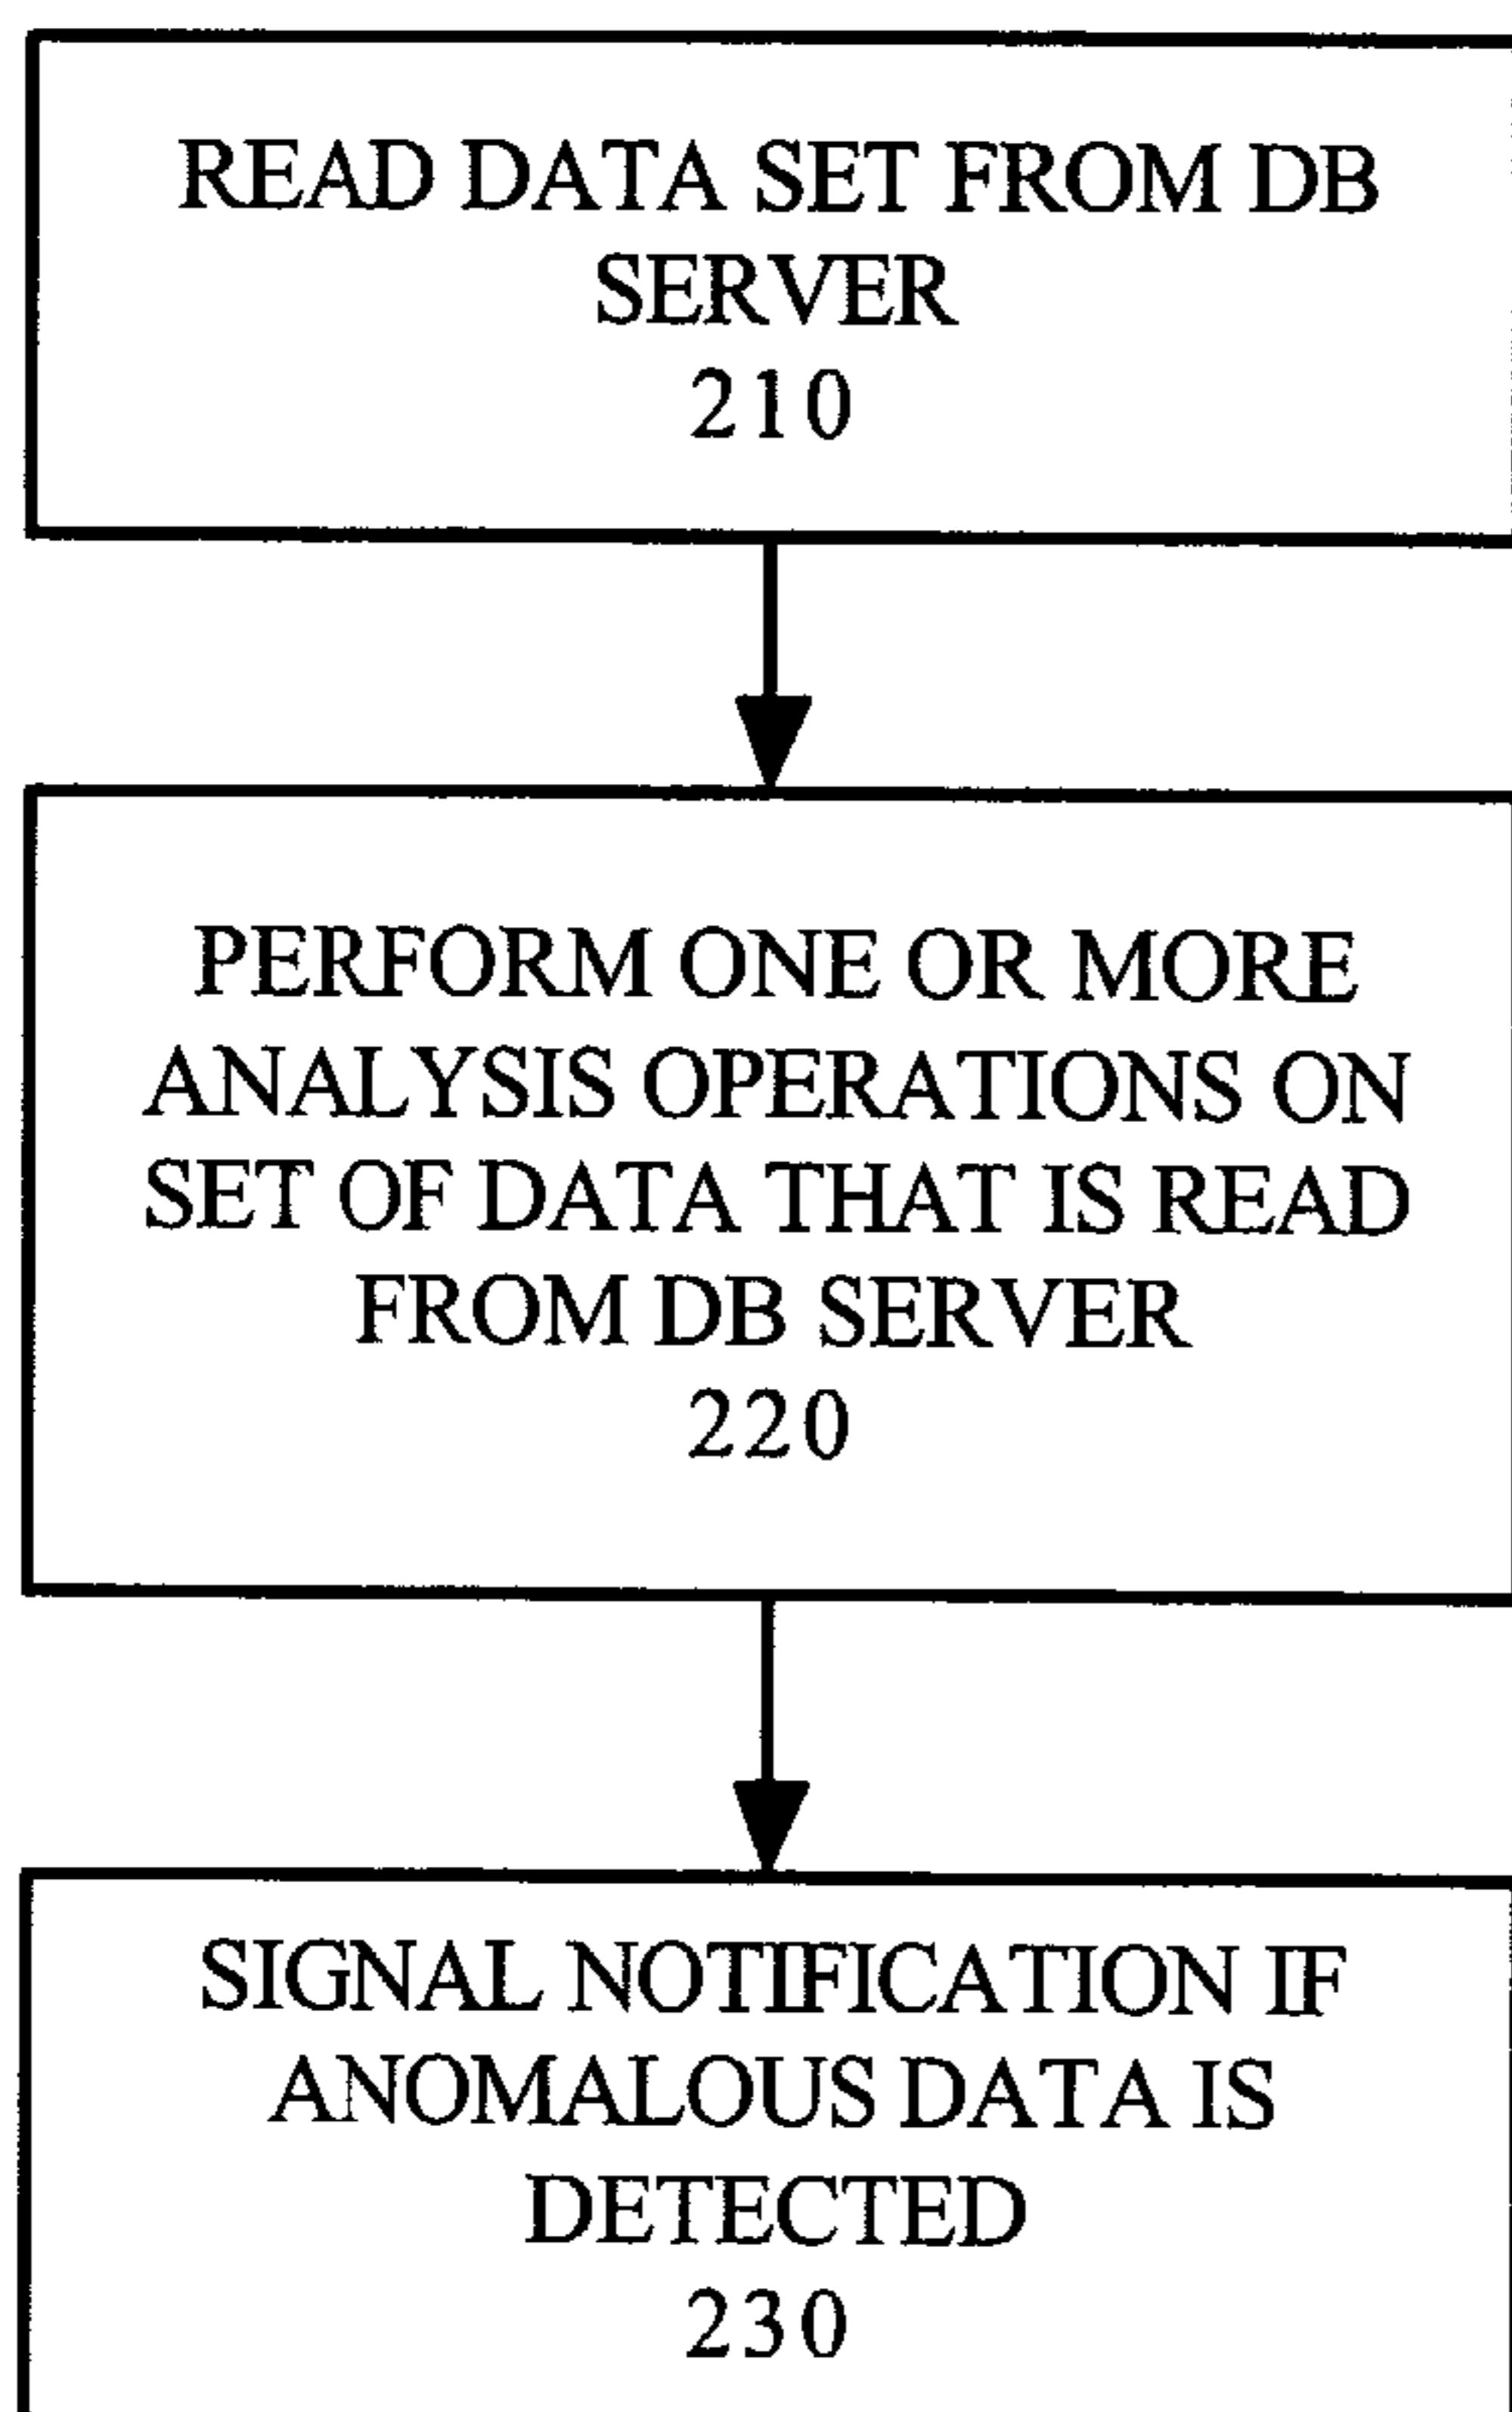 READ DATA SET FROM DB
SERVER
210
PERFORM ONE OR MORE
ANALYSIS OPERATIONS ON
SET OF DATA THAT IS READ
FROM DB SERVER
220
SIGNAL NOTIFICATION IF
ANOMALOUS DATA IS
DETECTED
230